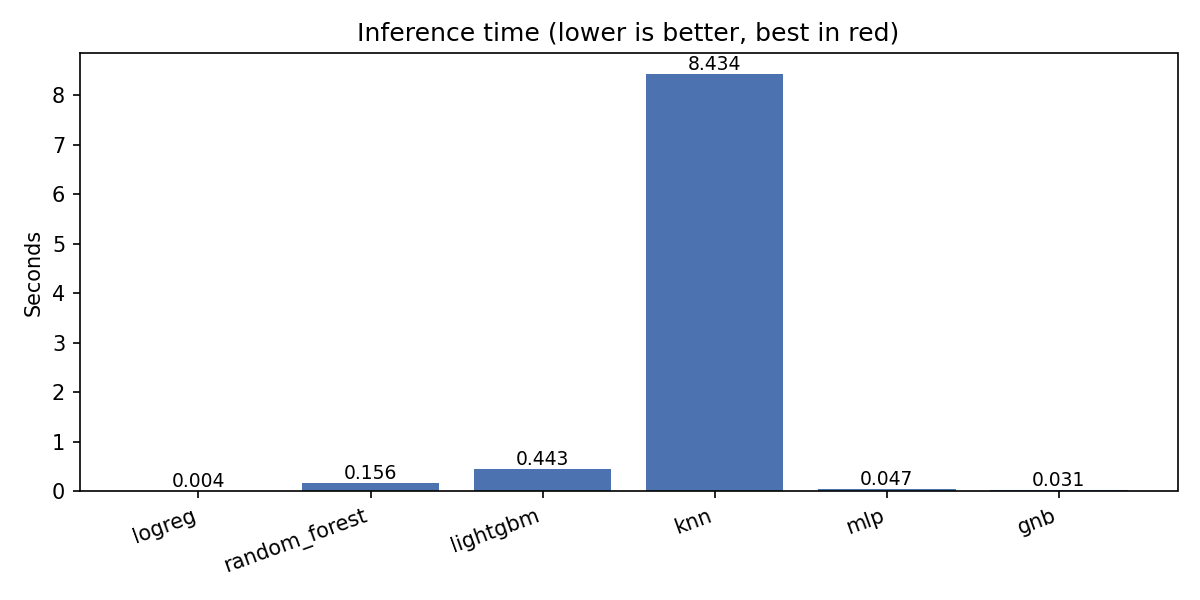 Inference time (lower is better, best in red)
Seconds
8
7
6
5
4
3
2
1
0
0.004
0.156
0.443
8.434
0.047
0.031
logreg
random_forest
lightgbm
knn
mlp
gnb